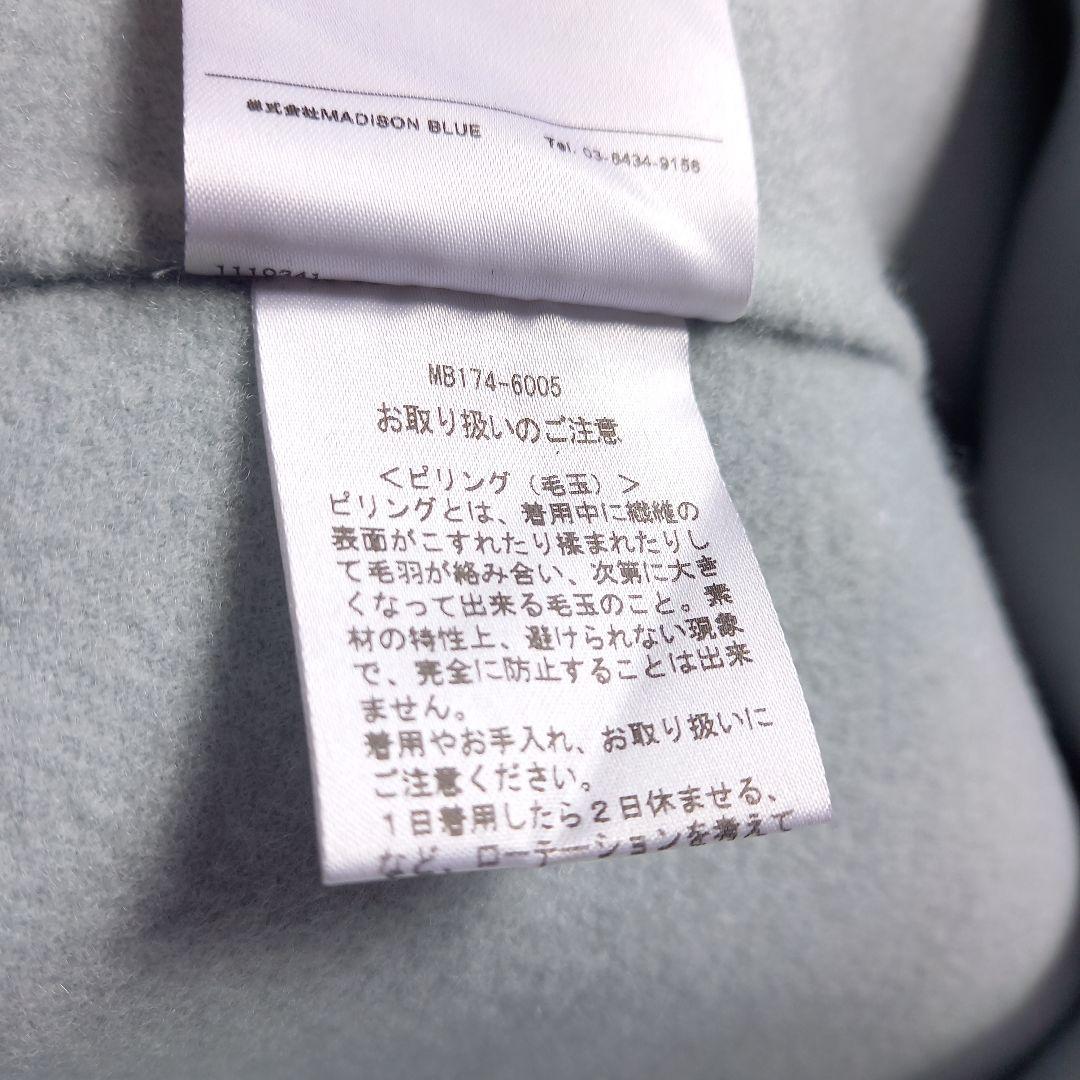 株式会社MADISON BLUE
Tel. 03-6434-9156
MB174-6005
お取り扱いのご注意
＜ピリング（毛玉）＞
ピリングとは、着用中に繊維の
表面がこすれたり揉まれたりし
て毛羽が絡み合い、次第に大き
くなって出来る毛玉のこと。素
材の特性上、避けられない現象
で、完全に防止することは出来
ません。
着用やお手入れ、お取り扱いに
ご注意ください。
1日着用したら2日休ませる、
など、ローテーションを考えて